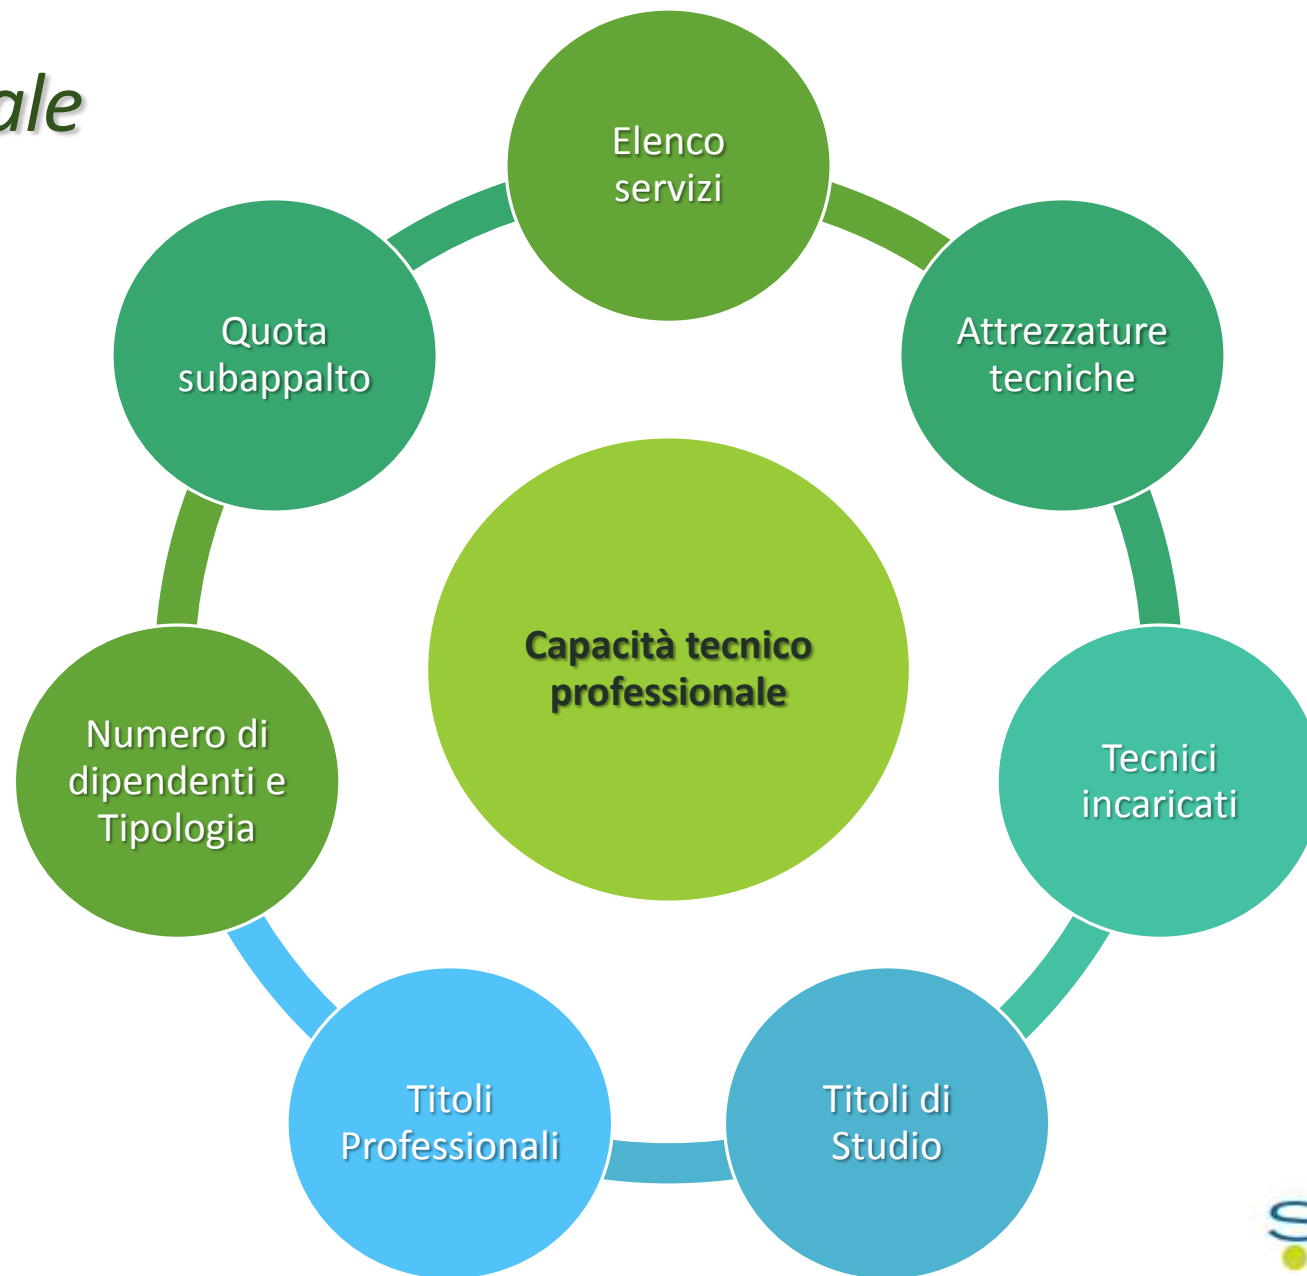 ale
Elenco
servizi
Attrezzature
tecniche
Tecnici
incaricati
Titoli di
Studio
Titoli
Professionali
Numero di
dipendenti e
Tipologia
Quota
subappalto
Capacità tecnico
professionale